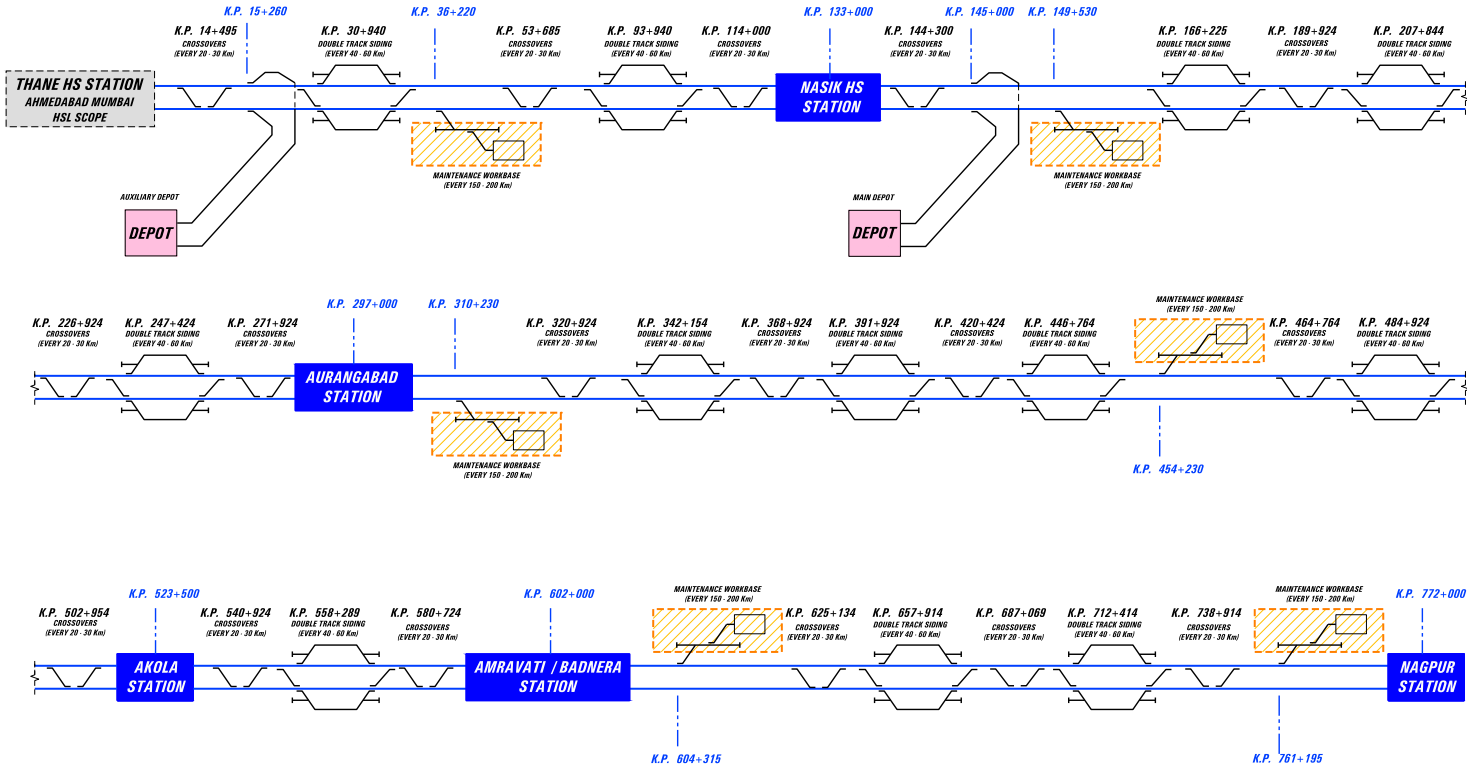 K.P. 15+260
K.P. 36+220
K.P. 133+000
K.P. 145+000
K.P. 149+530
K.P. 14+495
CROSSOVERS
(EVERY 20 - 30 Km)
K.P. 30+940
DOUBLE TRACK SIDING
(EVERY 40 - 60 Km)
K.P. 53+685
CROSSOVERS
(EVERY 20 - 30 Km)
K.P. 93+940
DOUBLE TRACK SIDING
(EVERY 40 - 60 Km)
K.P. 114+000
CROSSOVERS
(EVERY 20 - 30 Km)
K.P. 144+300
CROSSOVERS
(EVERY 20 - 30 Km)
K.P. 166+225
DOUBLE TRACK SIDING
(EVERY 40 - 60 Km)
K.P. 189+924
CROSSOVERS
(EVERY 20 - 30 Km)
K.P. 207+844
DOUBLE TRACK SIDING
(EVERY 40 - 60 Km)
THANE HS STATION
AHMEDABAD MUMBAI
HSL SCOPE
NASIK HS
STATION
MAINTENANCE WORKBASE
(EVERY 150 - 200 Km)
MAINTENANCE WORKBASE
(EVERY 150 - 200 Km)
AUXILIARY DEPOT
DEPOT
MAIN DEPOT
DEPOT
K.P. 297+000
K.P. 310+230
MAINTENANCE WORKBASE
(EVERY 150 - 200 Km)
K.P. 226+924
CROSSOVERS
(EVERY 20 - 30 Km)
K.P. 247+424
DOUBLE TRACK SIDING
(EVERY 40 - 60 Km)
K.P. 271+924
CROSSOVERS
(EVERY 20 - 30 Km)
K.P. 320+924
CROSSOVERS
(EVERY 20 - 30 Km)
K.P. 342+154
DOUBLE TRACK SIDING
(EVERY 40 - 60 Km)
K.P. 368+924
CROSSOVERS
(EVERY 20 - 30 Km)
K.P. 391+924
DOUBLE TRACK SIDING
(EVERY 40 - 60 Km)
K.P. 420+424
CROSSOVERS
(EVERY 20 - 30 Km)
K.P. 446+764
DOUBLE TRACK SIDING
(EVERY 40 - 60 Km)
K.P. 464+764
CROSSOVERS
(EVERY 20 - 30 Km)
K.P. 484+924
DOUBLE TRACK SIDING
(EVERY 40 - 60 Km)
AURANGABAD
STATION
MAINTENANCE WORKBASE
(EVERY 150 - 200 Km)
K.P. 454+230
K.P. 523+500
K.P. 602+000
MAINTENANCE WORKBASE
(EVERY 150 - 200 Km)
MAINTENANCE WORKBASE
(EVERY 150 - 200 Km)
K.P. 772+000
K.P. 502+954
CROSSOVERS
(EVERY 20 - 30 Km)
K.P. 540+924
CROSSOVERS
(EVERY 20 - 30 Km)
K.P. 558+289
DOUBLE TRACK SIDING
(EVERY 40 - 60 Km)
K.P. 580+724
CROSSOVERS
(EVERY 20 - 30 Km)
K.P. 625+134
CROSSOVERS
(EVERY 20 - 30 Km)
K.P. 657+914
DOUBLE TRACK SIDING
(EVERY 40 - 60 Km)
K.P. 687+069
CROSSOVERS
(EVERY 20 - 30 Km)
K.P. 712+414
DOUBLE TRACK SIDING
(EVERY 40 - 60 Km)
K.P. 738+914
CROSSOVERS
(EVERY 20 - 30 Km)
AKOLA
STATION
AMRAVATI / BADNERA
STATION
NAGPUR
STATION
K.P. 604+315
K.P. 761+195